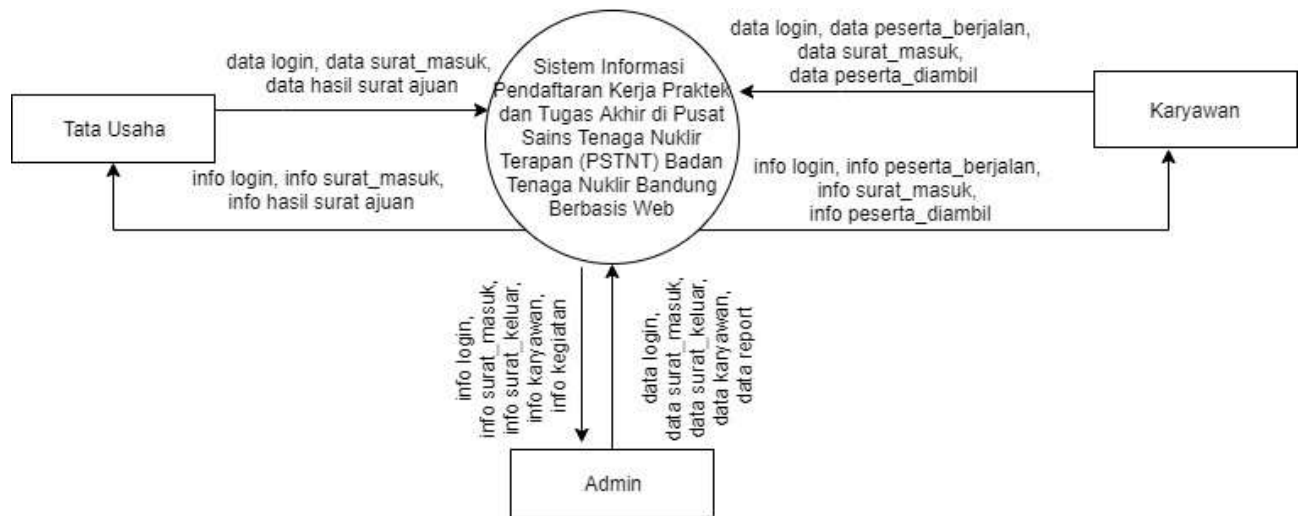 data login, data surat_masuk,
data hasil surat ajuan
Tata Usaha
info login, info surat_masuk,
info hasil surat ajuan
Sistem Informasi
Pendaftaran Kerja Praktek
dan Tugas Akhir di Pusat
Sains Tenaga Nuklir
Terapan (PSTNT) Badan
Tenaga Nuklir Bandung
Berbasis Web
data login, data peserta_berjalan,
data surat_masuk,
data peserta_diambil
Karyawan
info login, info peserta_berjalan,
info surat_masuk,
info peserta_diambil
info login,
info surat_masuk,
info surat_keluar,
info karyawan,
info kegiatan
data login,
data surat_masuk,
data surat_keluar,
data karyawan,
data report
Admin